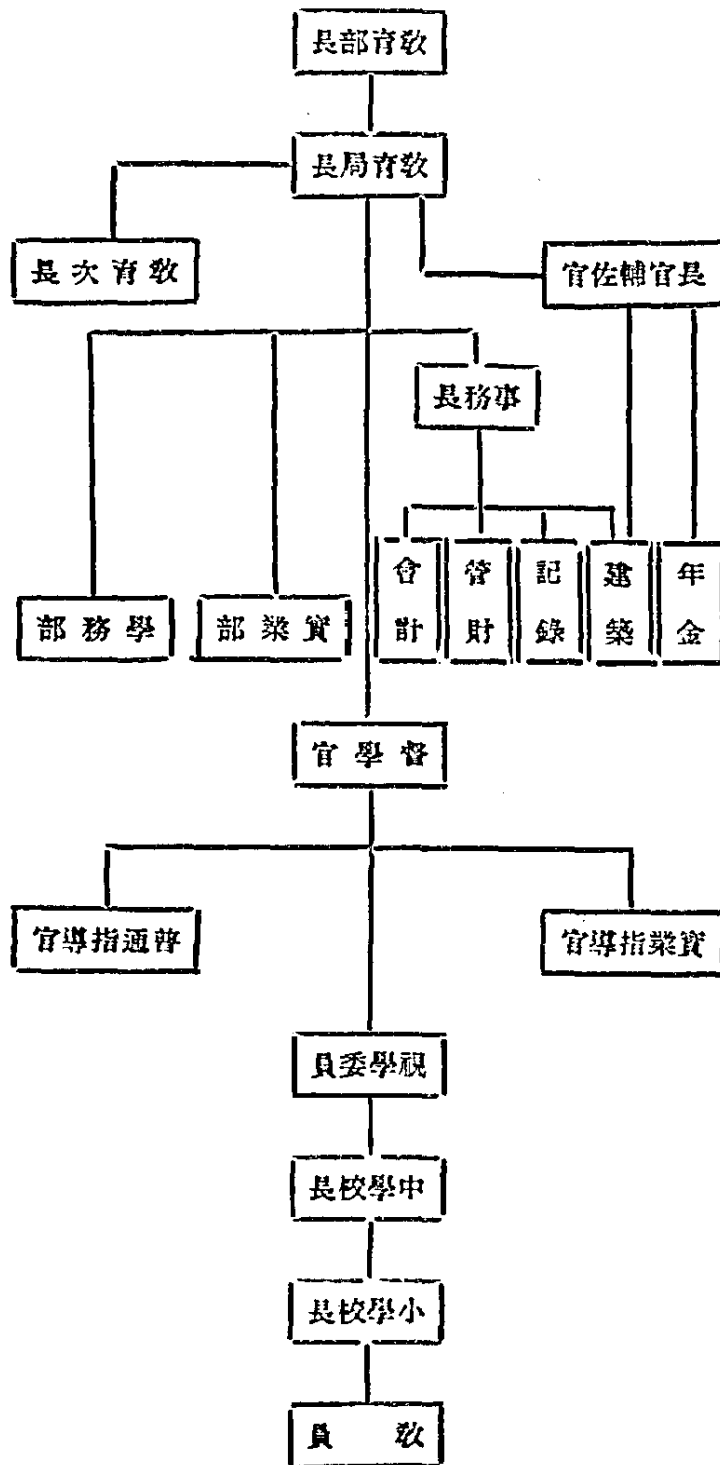 敎育部長
敎育局長
長官輔佐官
敎育次長
事務長
年金
建築
記錄
管財
會計
實業部
學務部
督學官
實業指導官
普通指導官
視學委員
中學校長
小學校長
敎員